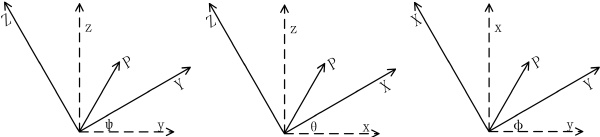 Z z P Y ψ y
Z z P X θ x
X x P Y ϕ y